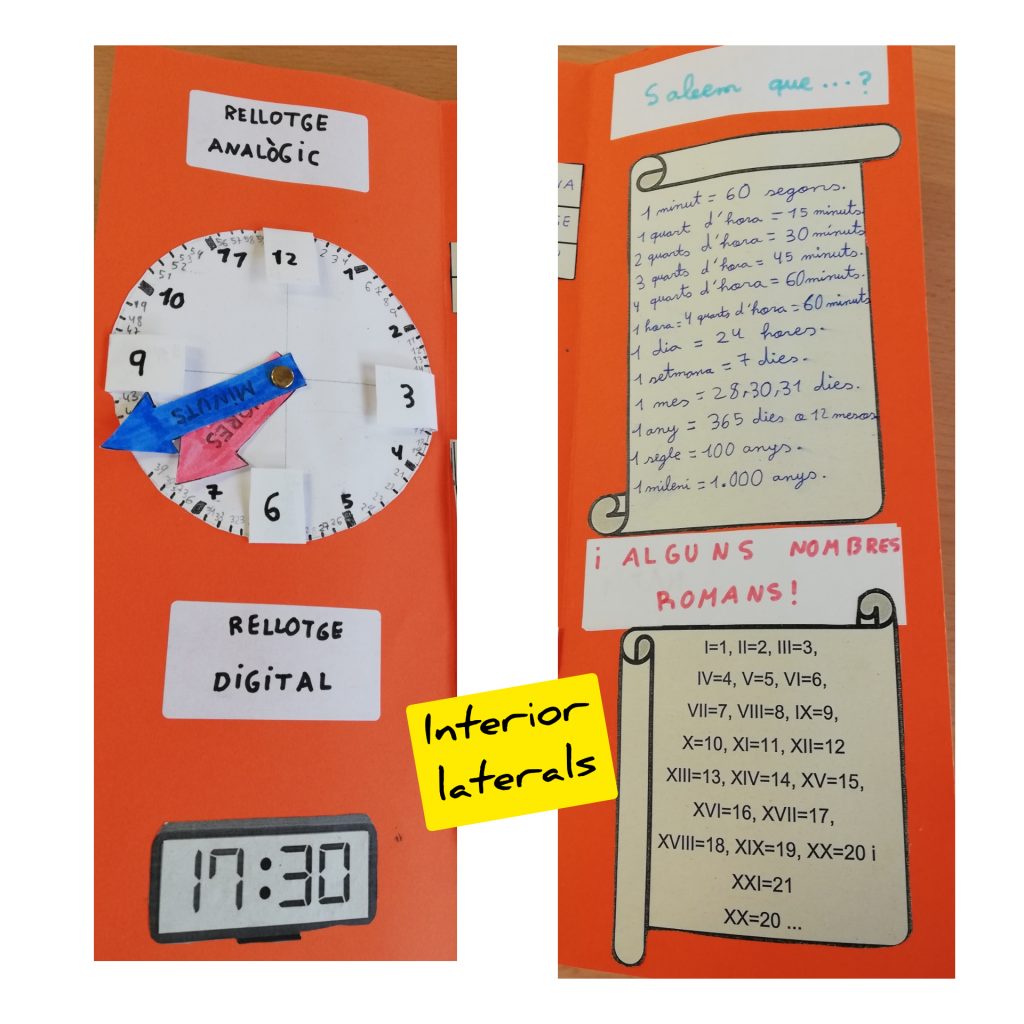 RELLOTGE
ANALÒGIC
12
11
1
10
2
9
3
4
7
5
6
MINUTS
HORES
RELLOTGE
DIGITAL
17:30
Interior
laterals
Sabem que...?
1 minut = 60 segons.
1 quart d'hora = 15 minuts.
2 quarts d'hora = 30 minuts.
3 quarts d'hora = 45 minuts.
4 quarts d'hora = 60 minuts.
1 hora = 4 quarts d'hora = 60 minuts
1 dia = 24 hores.
1 setmana = 7 dies.
1 mes = 28,30,31 dies.
1 any = 365 dies o 12 mesos
1 segle = 100 anys.
1 mileni = 1.000 anys.
i ALGUNS NOMBRES
ROMANS!
I=1, II=2, III=3,
IV=4, V=5, VI=6,
VII=7, VIII=8, IX=9,
X=10, XI=11, XII=12
XIII=13, XIV=14, XV=15,
XVI=16, XVII=17,
XVIII=18, XIX=19, XX=20 i
XXI=21
XX=20 ...